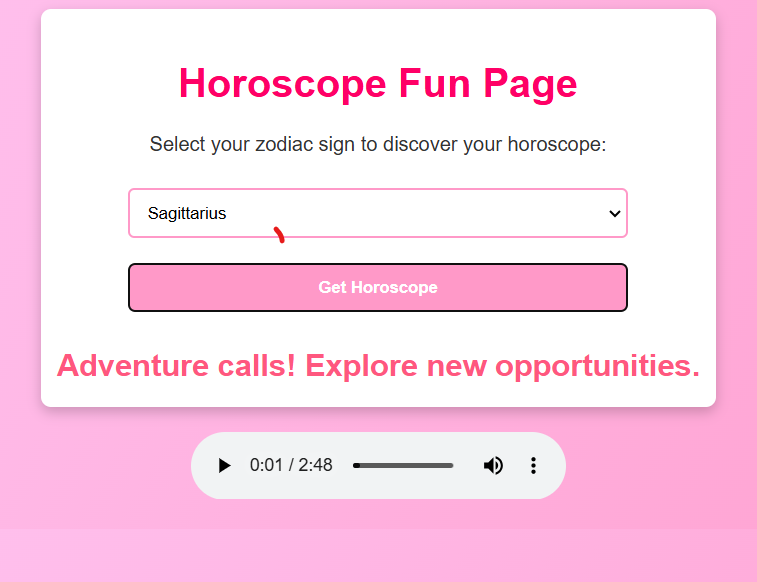 Horoscope Fun Page
Select your zodiac sign to discover your horoscope:
Sagittarius
Get Horoscope
Adventure calls! Explore new opportunities.
0:01 / 2:48